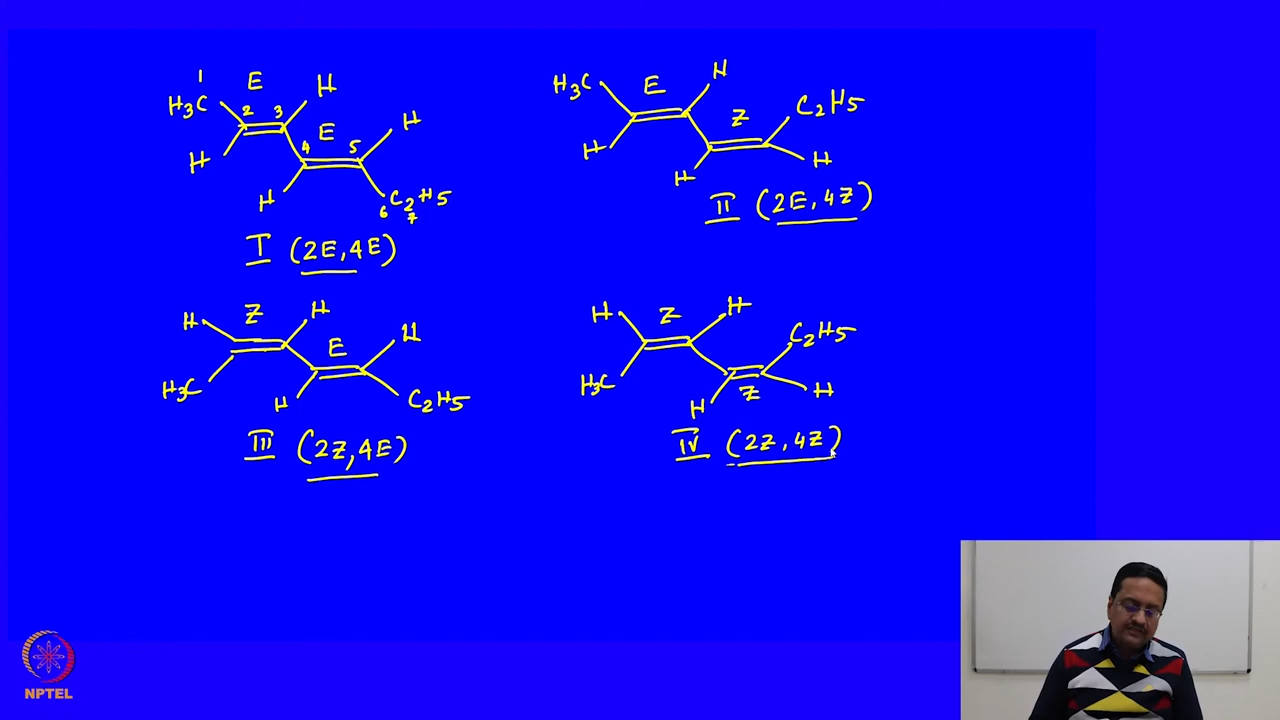 1 E H
H3C 2 3
E H
4 5
H
H 6 C2H5
7
I (2E, 4E)
H3C E H
Z C2H5
H
H H
II (2E, 4Z)
H Z H
E H
H3C H C2H5
III (2Z, 4E)
H Z H
C2H5
H3C H Z H
IV (2Z, 4Z)
NPTEL